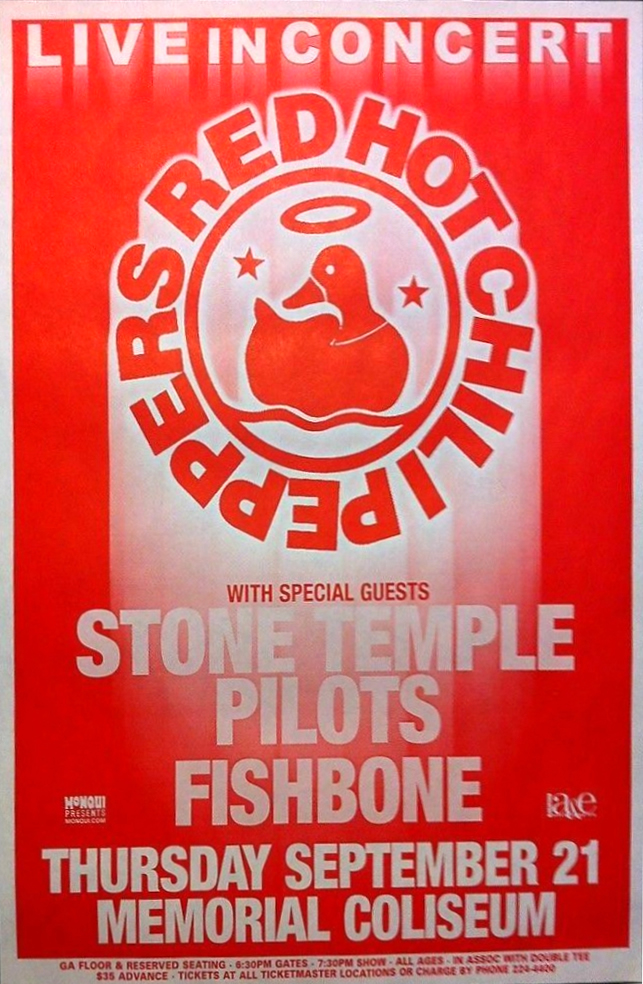 LIVE IN CONCERT
RED HOT CHILI PEPPERS
WITH SPECIAL GUESTS
STONE TEMPLE
PILOTS
FISHBONE
MONQUI
PRESENTS
MONQUI.COM
THURSDAY SEPTEMBER 21
MEMORIAL COLISEUM
GA FLOOR & RESERVED SEATING - 6:30PM GATES - 7:30PM SHOW - ALL AGES - IN ASSOC WITH DOUBLE TEE
$35 ADVANCE - TICKETS AT ALL TICKETMASTER LOCATIONS OR CHARGE BY PHONE 224-4400